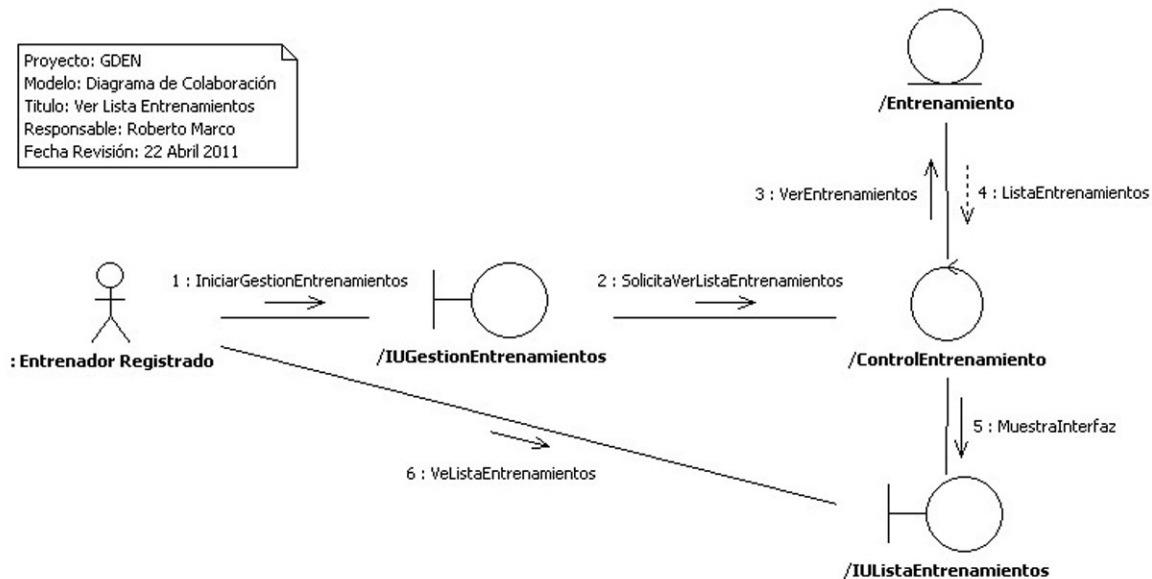 Proyecto: GDEN
Modelo: Diagrama de Colaboración
Titulo: Ver Lista Entrenamientos
Responsable: Roberto Marco
Fecha Revisión: 22 Abril 2011
/Entrenamiento
3 : VerEntrenamientos
4 : ListaEntrenamientos
1 : IniciarGestionEntrenamientos
2 : SolicitaVerListaEntrenamientos
: Entrenador Registrado
/IUGestionEntrenamientos
/ControlEntrenamiento
5 : MuestraInterfaz
6 : VeListaEntrenamientos
/IUListaEntrenamientos